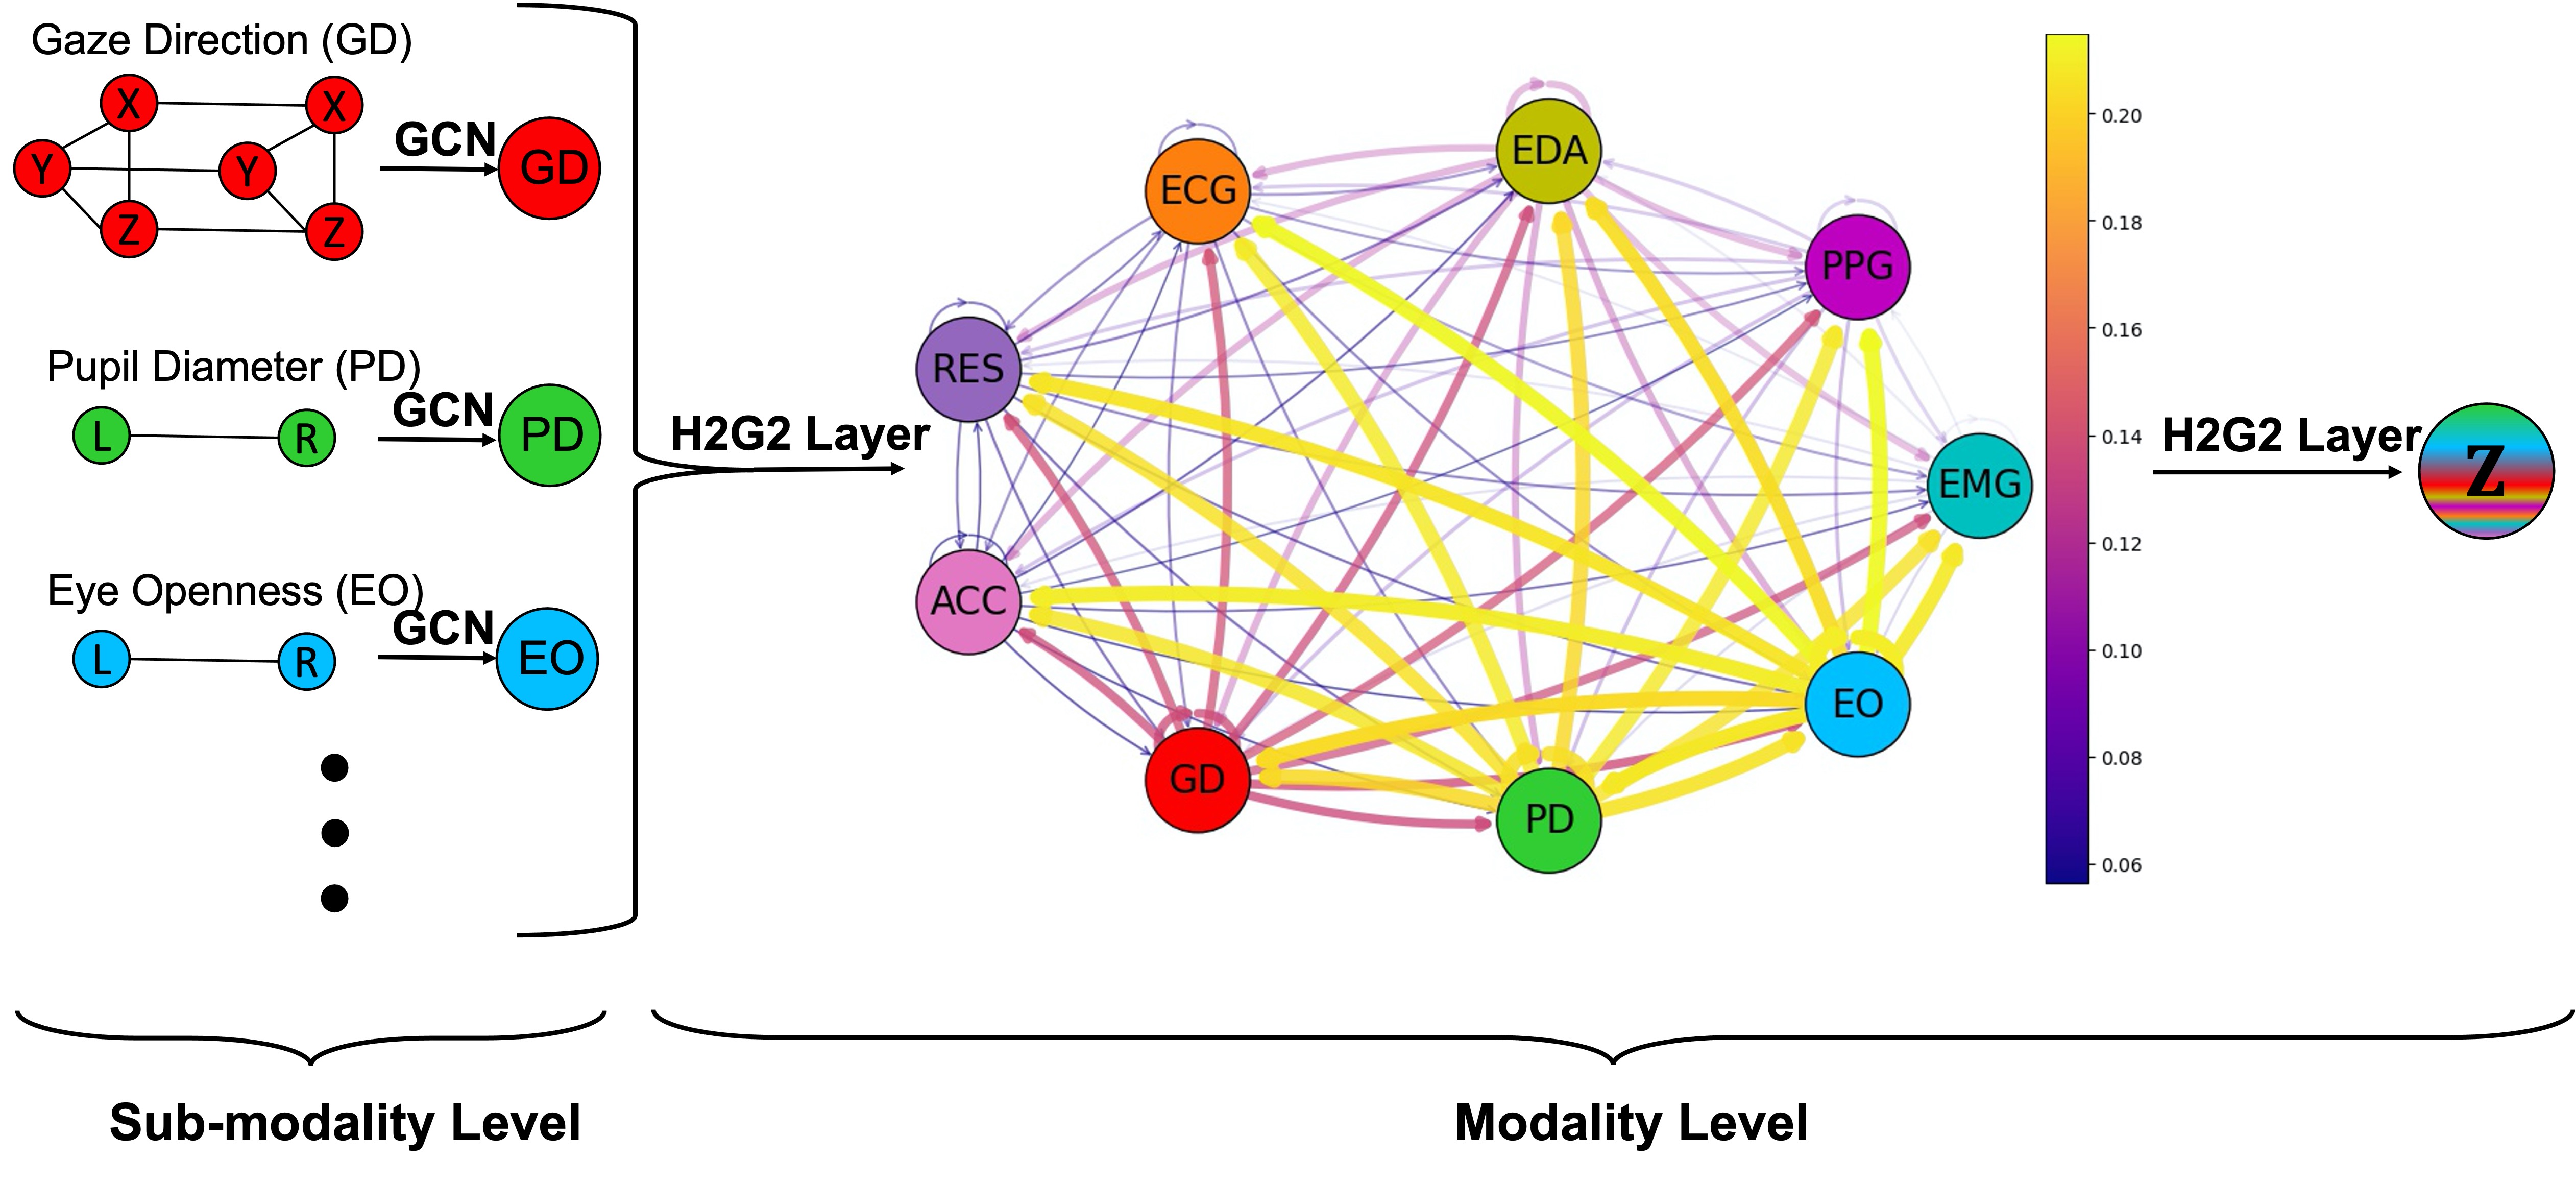 Gaze Direction (GD)
X
X
Y
Y
Z
Z
GCN
GD
Pupil Diameter (PD)
L
R
GCN
PD
Eye Openness (EO)
L
R
GCN
EO
H2G2 Layer
EDA
ECG
PPG
RES
EMG
ACC
EO
GD
PD
0.20
0.18
0.16
0.14
0.12
0.10
0.08
0.06
H2G2 Layer
Z
Sub-modality Level
Modality Level